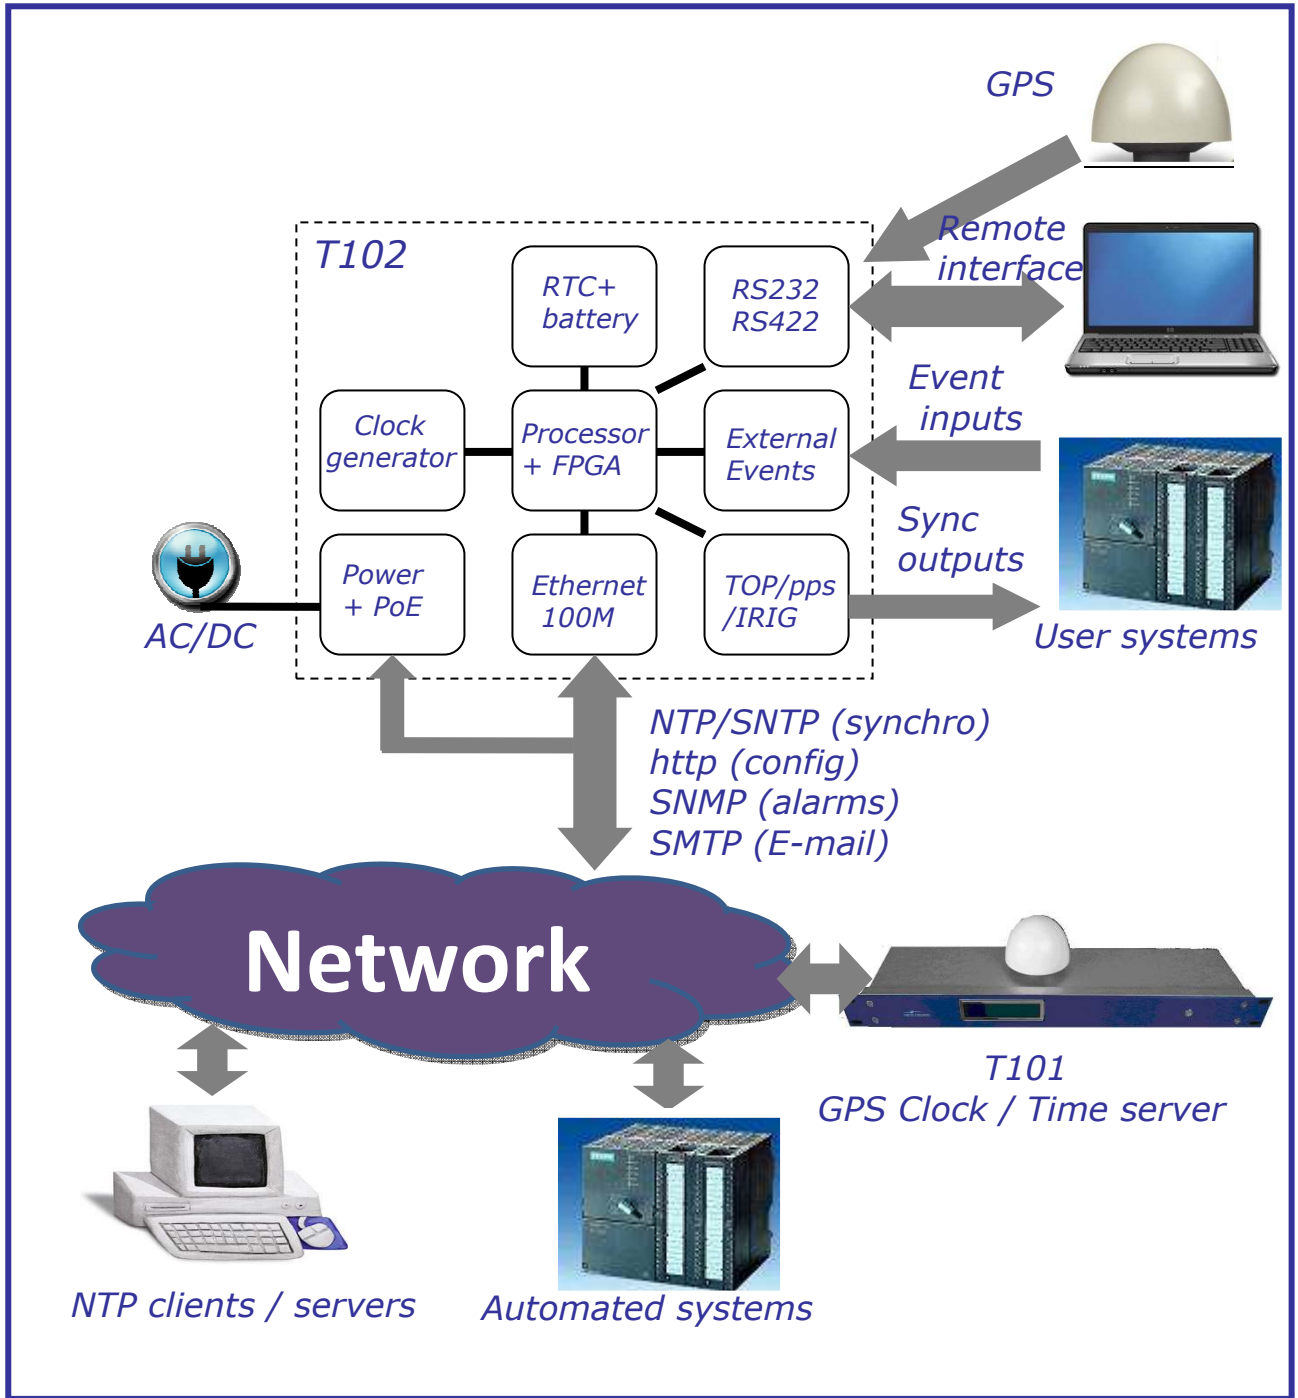 GPS
Remote
interface
T102
RTC+
battery
RS232
RS422
Event
inputs
Clock
generator
Processor
+ FPGA
External
Events
SIEMENS
Sync
outputs
Power
+ PoE
Ethernet
100M
TOP/pps
/IRIG
AC/DC
User systems
NTP/SNTP (synchro)
http (config)
SNMP (alarms)
SMTP (E-mail)
Network
T101
GPS Clock / Time server
NTP clients / servers
Automated systems